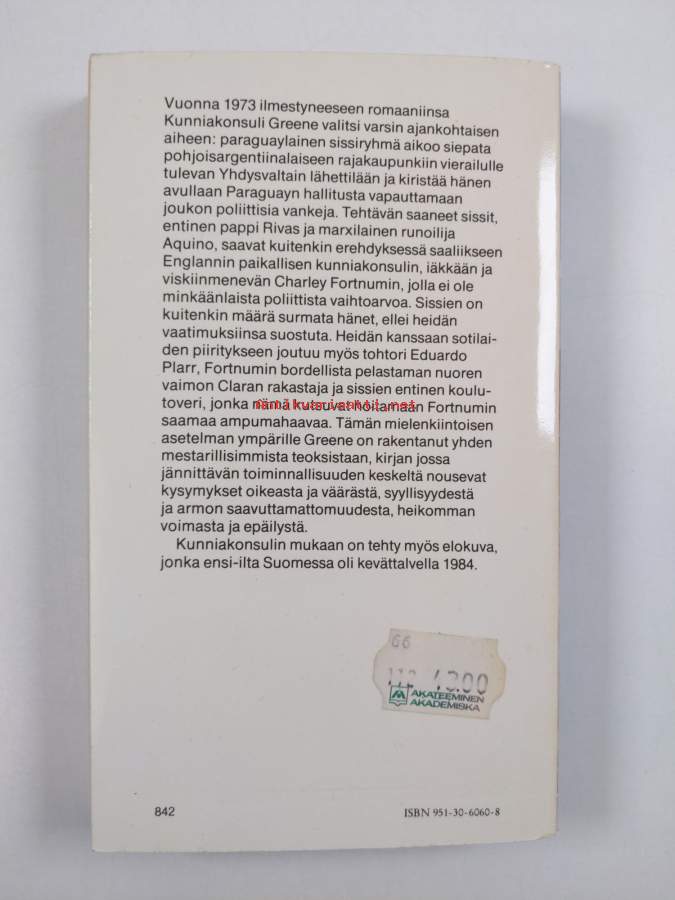 Vuonna 1973 ilmestyneeseen romaaniinsa
Kunniakonsuli Greene valitsi varsin ajankohtaisen
aiheen: paraguaylainen sissiryhmä aikoo siepata
pohjoisargentiinalaiseen rajakaupunkiin vierailulle
tulevan Yhdysvaltain lähettilään ja kiristää hänen
avullaan Paraguayn hallitusta vapauttamaan
joukon poliittisia vankeja. Tehtävän saaneet sissit,
entinen pappi Rivas ja marxilainen runoilija
Aquino, saavat kuitenkin erehdyksessä saaliikseen
Englannin paikallisen kunniakonsulin, iäkkään ja
viskiinmenevän Charley Fortnumin, jolla ei ole
minkäänlaista poliittista vaihtoarvoa. Sissien on
kuitenkin määrä surmata hänet, ellei heidän
vaatimuksiinsa suostuta. Heidän kanssaan sotilai-
den piiritykseen joutuu myös tohtori Eduardo
Plarr, Fortnumin bordellista pelastaman nuoren
vaimon Claran rakastaja ja sissien entinen koulu-
toveri, jonka nämä kutsuvat hoitamaan Fortnumin
saamaa ampumahaavaa. Tämän mielenkiintoisen
asetelman ympärille Greene on rakentanut yhden
mestarillisimmista teoksistaan, kirjan jossa
jännittävän toiminnallisuuden keskeltä nousevat
kysymykset oikeasta ja väärästä, syyllisyydestä
ja armon saavuttamattomuudesta, heikomman
voimasta ja epäilystä.
Kunniakonsulin mukaan on tehty myös elokuva,
jonka ensi-ilta Suomessa oli kevättalvella 1984.
66
AKATEEMINEN
AKADEMISKA
842
ISBN 951-30-6060-8